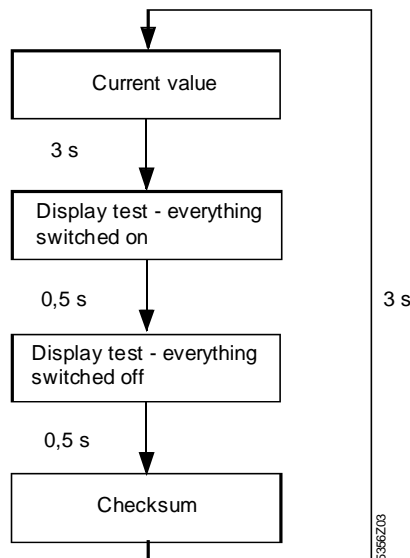 Current value
3 s
Display test - everything
switched on
0,5 s
3 s
Display test - everything
switched off
0,5 s
Checksum
5356Z03